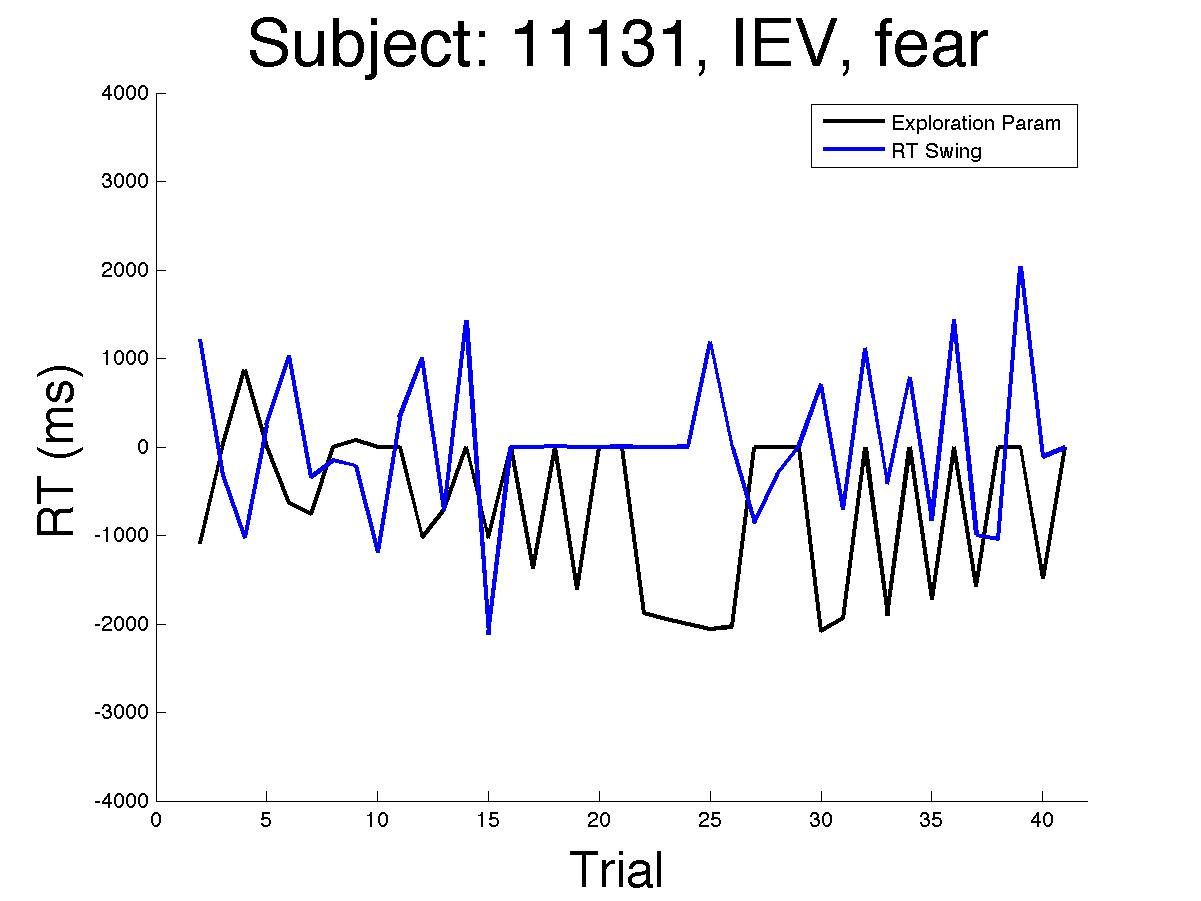 Subject: 11131, IEV, fear
4000
3000
2000
1000
0
-1000
-2000
-3000
-4000
RT (ms)
Exploration Param
RT Swing
0 5 10 15 20 25 30 35 40
Trial